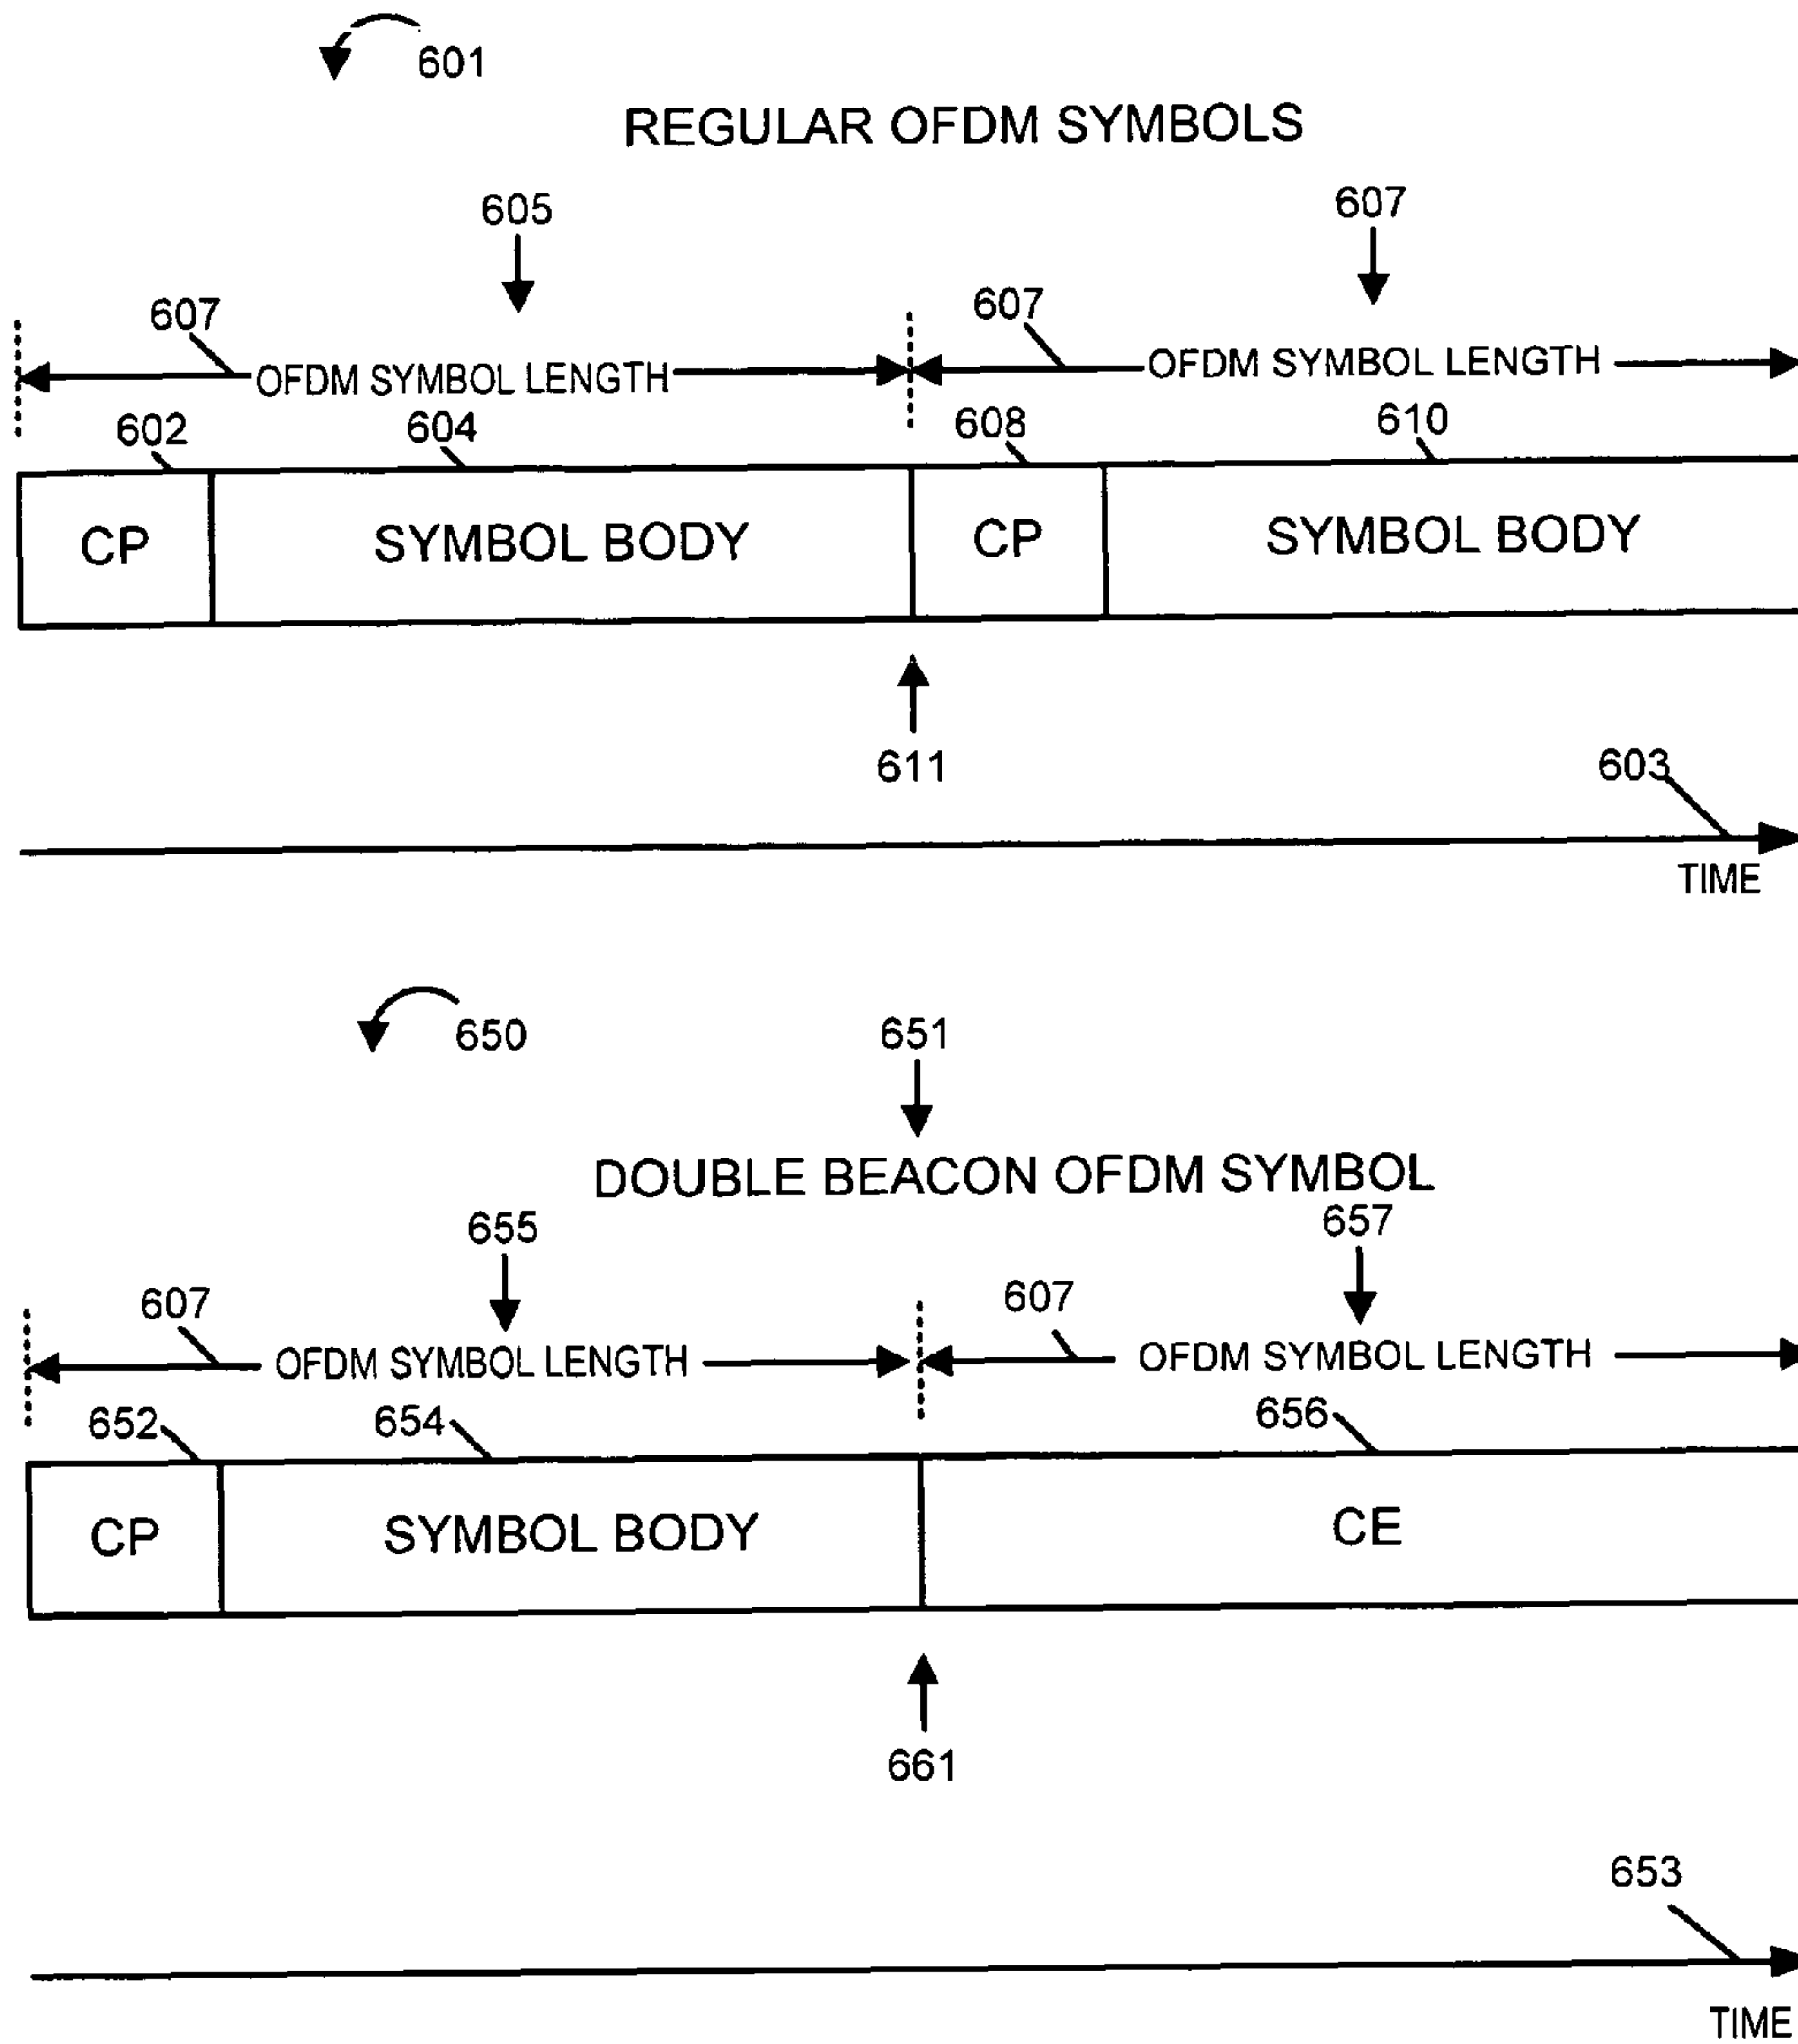 601
REGULAR OFDM SYMBOLS
605 607
607 607
OFDM SYMBOL LENGTH OFDM SYMBOL LENGTH
602 604 608 610
CP SYMBOL BODY CP SYMBOL BODY
611
603
TIME
650 651
DOUBLE BEACON OFDM SYMBOL
655 657
607 607
OFDM SYMBOL LENGTH OFDM SYMBOL LENGTH
652 654 656
CP SYMBOL BODY CE
661
653
TIME